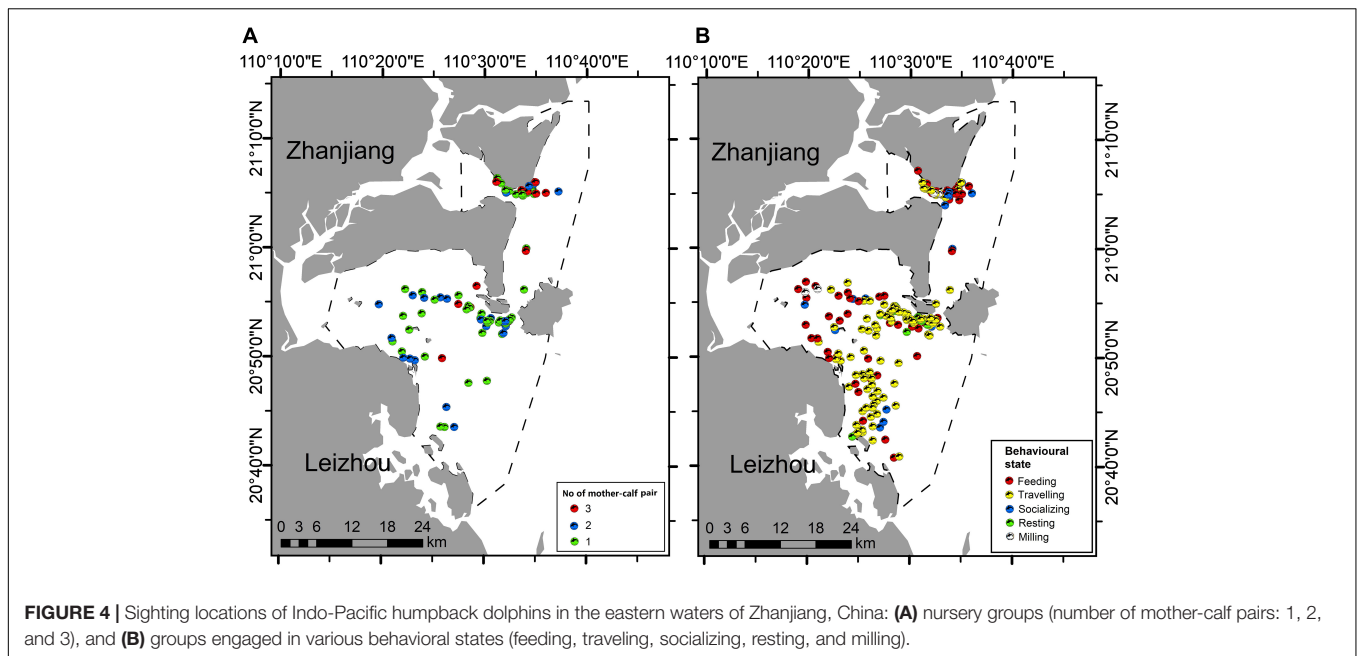 A
110°10'0"E 110°20'0"E 110°30'0"E 110°40'0"E
21°10'0"N
21°0'0"N
20°50'0"N
20°40'0"N
Zhanjiang
Leizhou
No of mother-calf pair
3
2
1
0 3 6 12 18 24
km
B
110°10'0"E 110°20'0"E 110°30'0"E 110°40'0"E
21°10'0"N
21°0'0"N
20°50'0"N
20°40'0"N
Zhanjiang
Leizhou
Behavioural
state
Feeding
Travelling
Socializing
Resting
Milling
0 3 6 12 18 24
km
FIGURE 4 | Sighting locations of Indo-Pacific humpback dolphins in the eastern waters of Zhanjiang, China: (A) nursery groups (number of mother-calf pairs: 1, 2,
and 3), and (B) groups engaged in various behavioral states (feeding, traveling, socializing, resting, and milling).